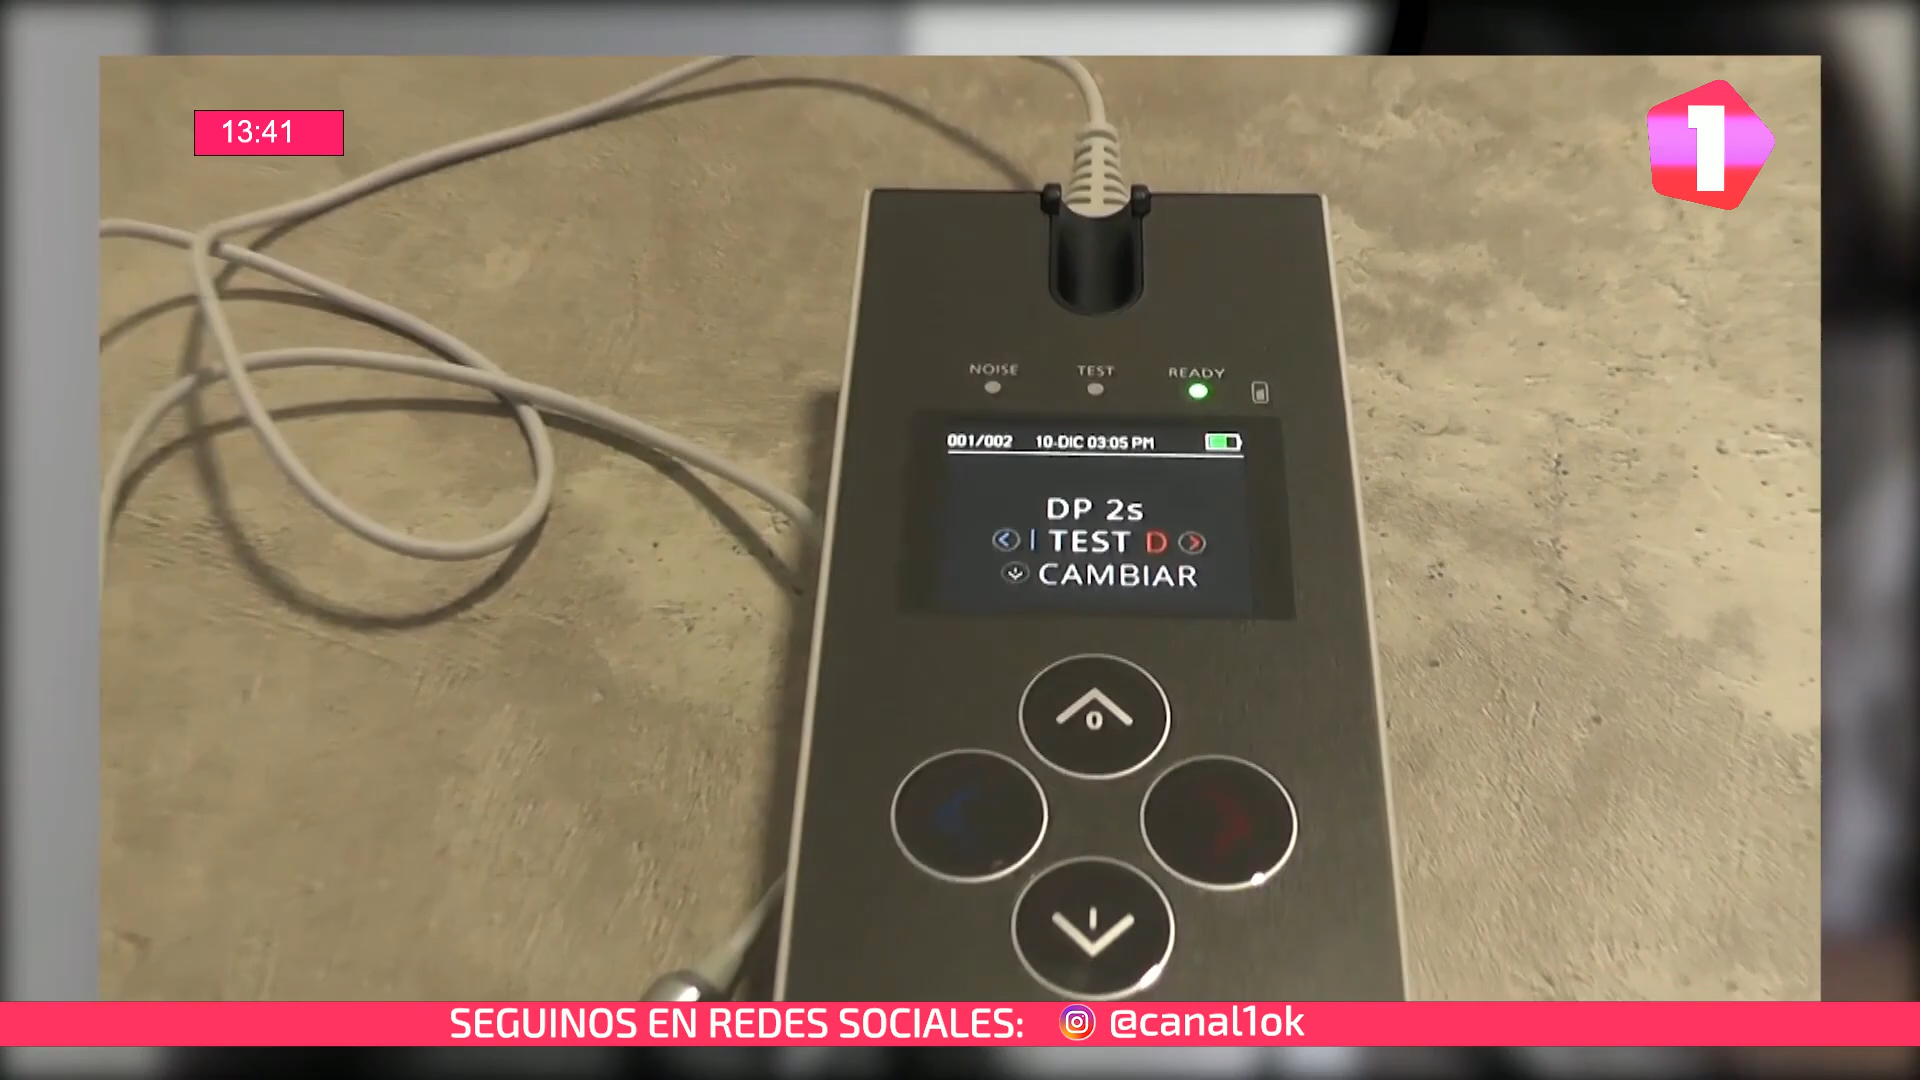 13:41
1
NOISE TEST READY
001/002 10-DIC 03:05 PM
DP 2s
I TEST D
CAMBIAR
0
SEGUINOS EN REDES SOCIALES: @canal1ok